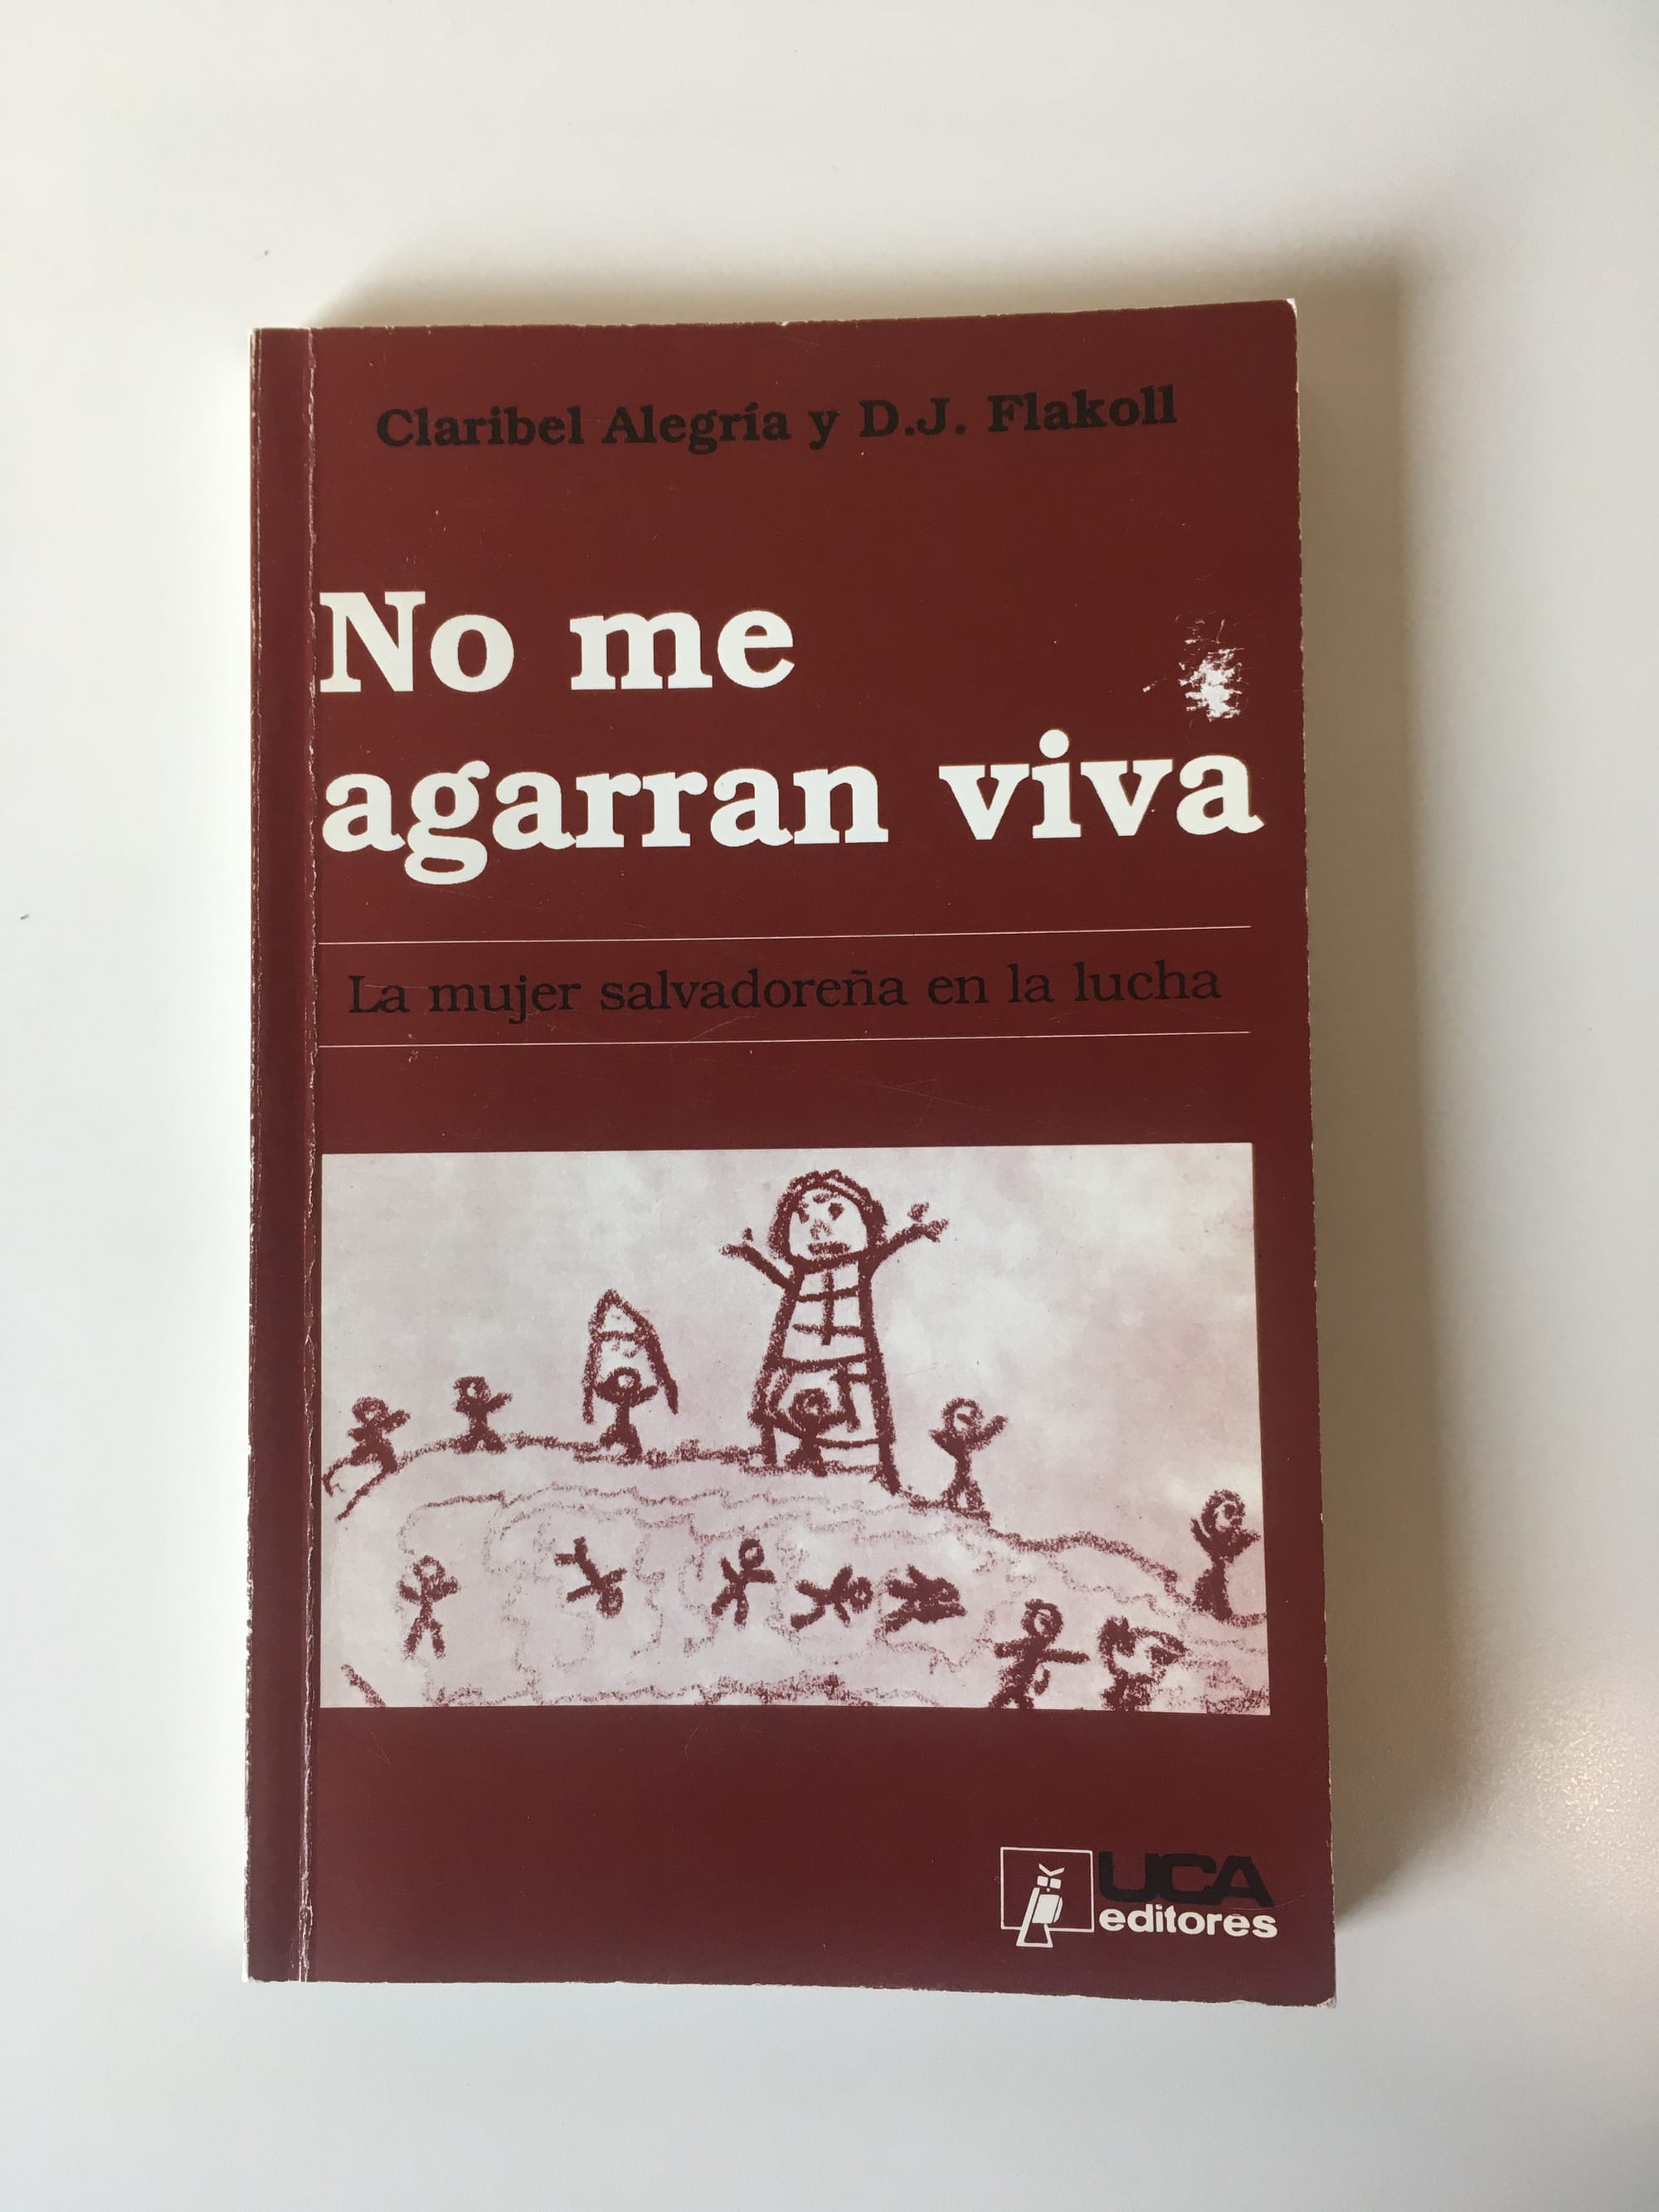 Claribel Alegría y D.J. Flakoll
No me
agarran viva
La mujer salvadoreña en la lucha
UCA
editores